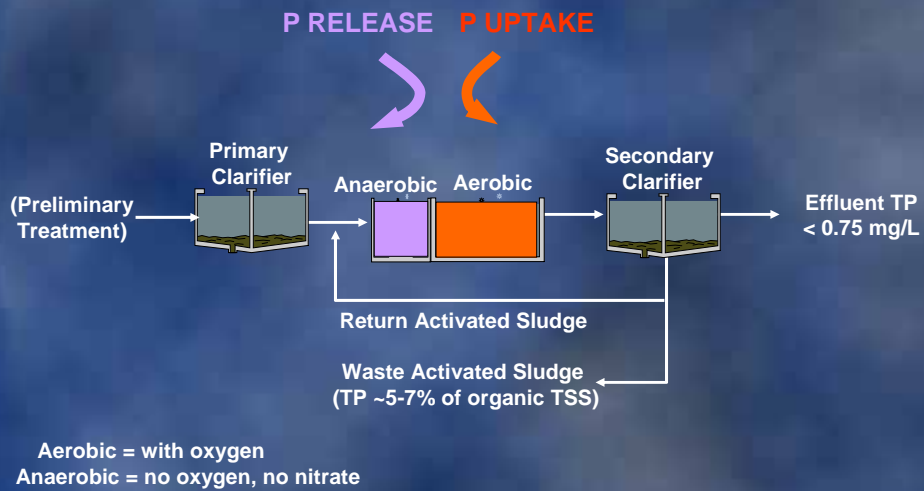 P RELEASE P UPTAKE
Primary
Clarifier
Secondary
Clarifier
Anaerobic Aerobic
(Preliminary
Treatment)
Effluent TP
< 0.75 mg/L
Return Activated Sludge
Waste Activated Sludge
(TP ~5-7% of organic TSS)
Aerobic = with oxygen
Anaerobic = no oxygen, no nitrate